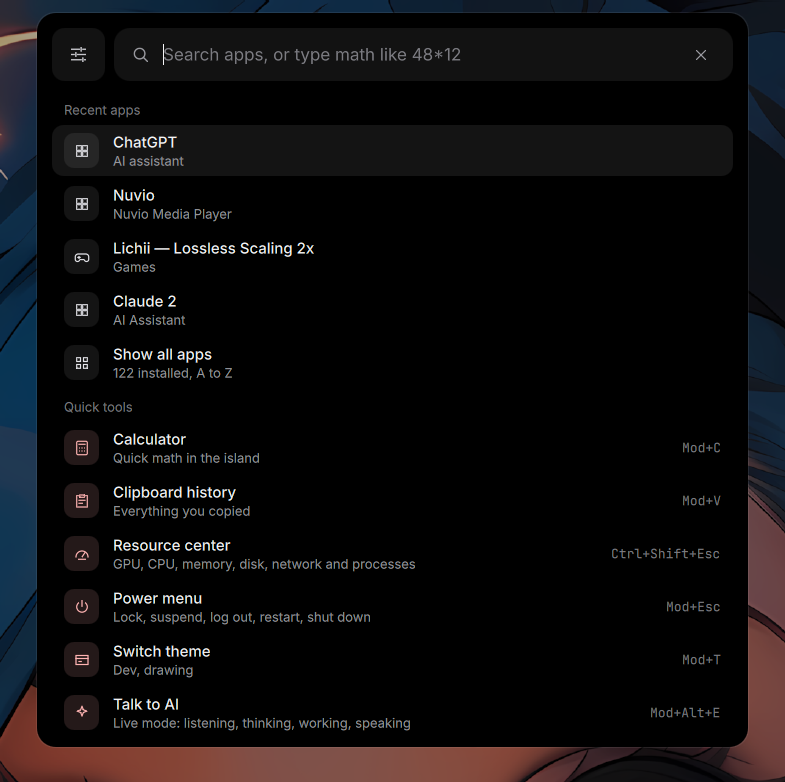 Search apps, or type math like 48*12
Recent apps
ChatGPT
AI assistant
Nuvio
Nuvio Media Player
Lichii — Lossless Scaling 2x
Games
Claude 2
AI Assistant
Show all apps
122 installed, A to Z
Quick tools
Calculator
Mod+C
Quick math in the island
Clipboard history
Mod+V
Everything you copied
Resource center
Ctrl+Shift+Esc
GPU, CPU, memory, disk, network and processes
Power menu
Mod+Esc
Lock, suspend, log out, restart, shut down
Switch theme
Mod+T
Dev, drawing
Talk to AI
Mod+Alt+E
Live mode: listening, thinking, working, speaking